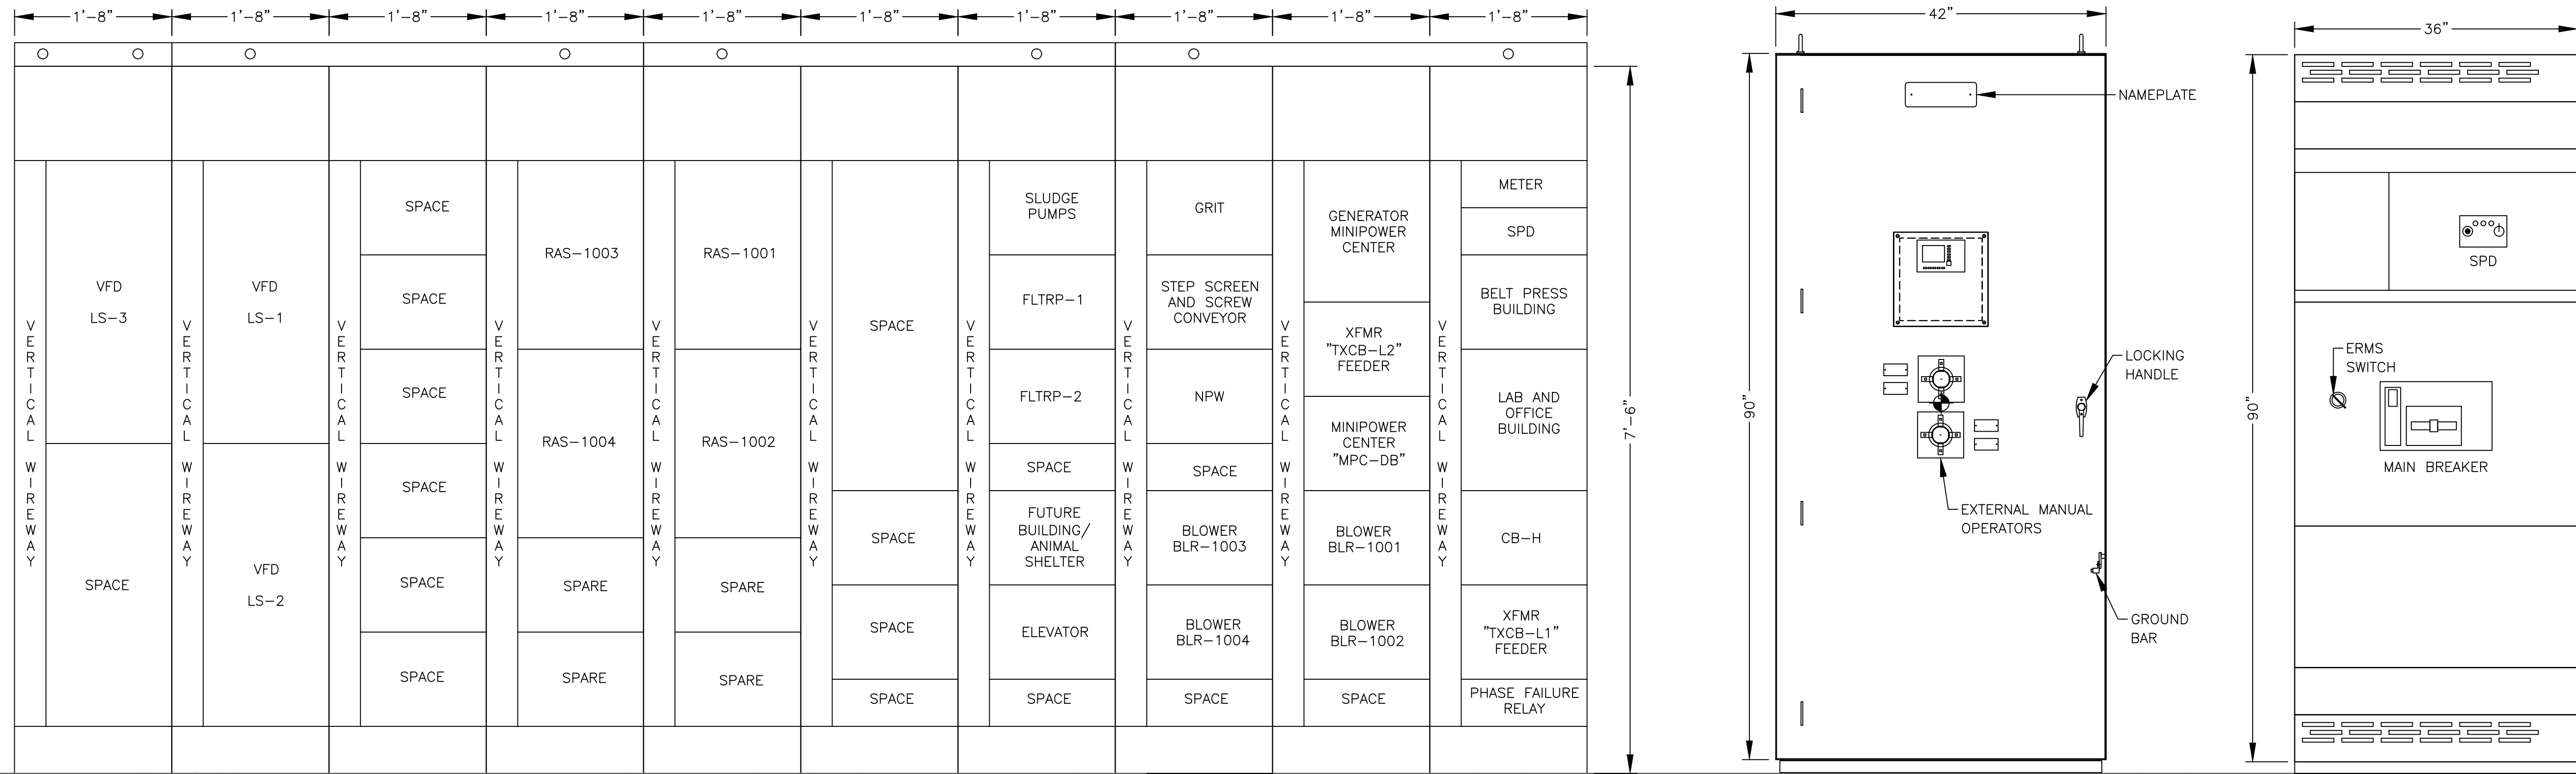 1'-8"
1'-8"
1'-8"
1'-8"
1'-8"
1'-8"
1'-8"
1'-8"
1'-8"
1'-8"
VERTICAL WIREWAY
VFD
LS-3
SPACE
VERTICAL WIREWAY
VFD
LS-1
VFD
LS-2
VERTICAL WIREWAY
SPACE
SPACE
SPACE
SPACE
SPACE
SPACE
VERTICAL WIREWAY
RAS-1003
RAS-1004
SPARE
SPARE
VERTICAL WIREWAY
RAS-1001
RAS-1002
SPARE
SPARE
VERTICAL WIREWAY
SPACE
SPACE
SPACE
SPACE
VERTICAL WIREWAY
SLUDGE
PUMPS
FLTRP-1
FLTRP-2
SPACE
FUTURE
BUILDING/
ANIMAL
SHELTER
ELEVATOR
SPACE
VERTICAL WIREWAY
GRIT
STEP SCREEN
AND SCREW
CONVEYOR
NPW
SPACE
BLOWER
BLR-1003
BLOWER
BLR-1004
SPACE
VERTICAL WIREWAY
GENERATOR
MINIPOWER
CENTER
XFMR
"TXCB-L2"
FEEDER
MINIPOWER
CENTER
"MPC-DB"
BLOWER
BLR-1001
BLOWER
BLR-1002
SPACE
VERTICAL WIREWAY
METER
SPD
BELT PRESS
BUILDING
LAB AND
OFFICE
BUILDING
CB-H
XFMR
"TXCB-L1"
FEEDER
PHASE FAILURE
RELAY
7'-6"
42"
90"
NAMEPLATE
LOCKING
HANDLE
EXTERNAL MANUAL
OPERATORS
GROUND
BAR
36"
90"
SPD
ERMS
SWITCH
MAIN BREAKER